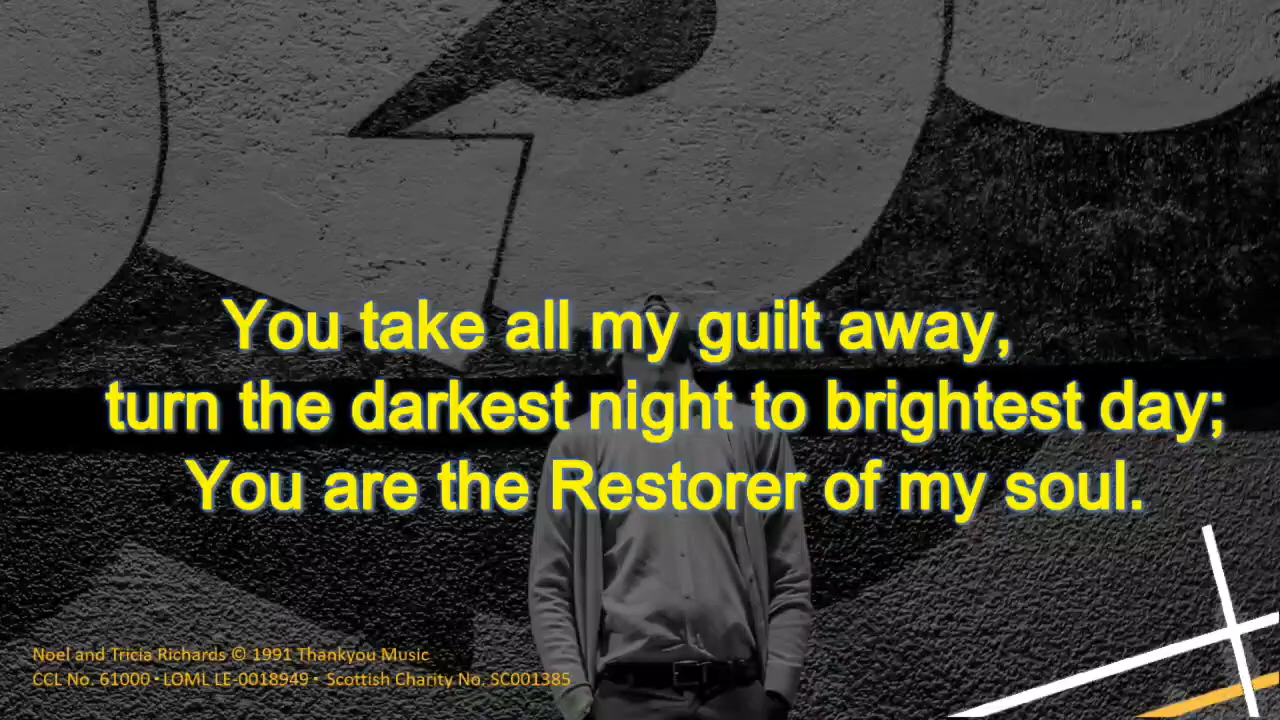 You take all my guilt away,
turn the darkest night to brightest day;
You are the Restorer of my soul.
Noel and Tricia Richards © 1991 Thankyou Music
CCL No. 61000 · LOML LE-0018949 · Scottish Charity No. SC001385